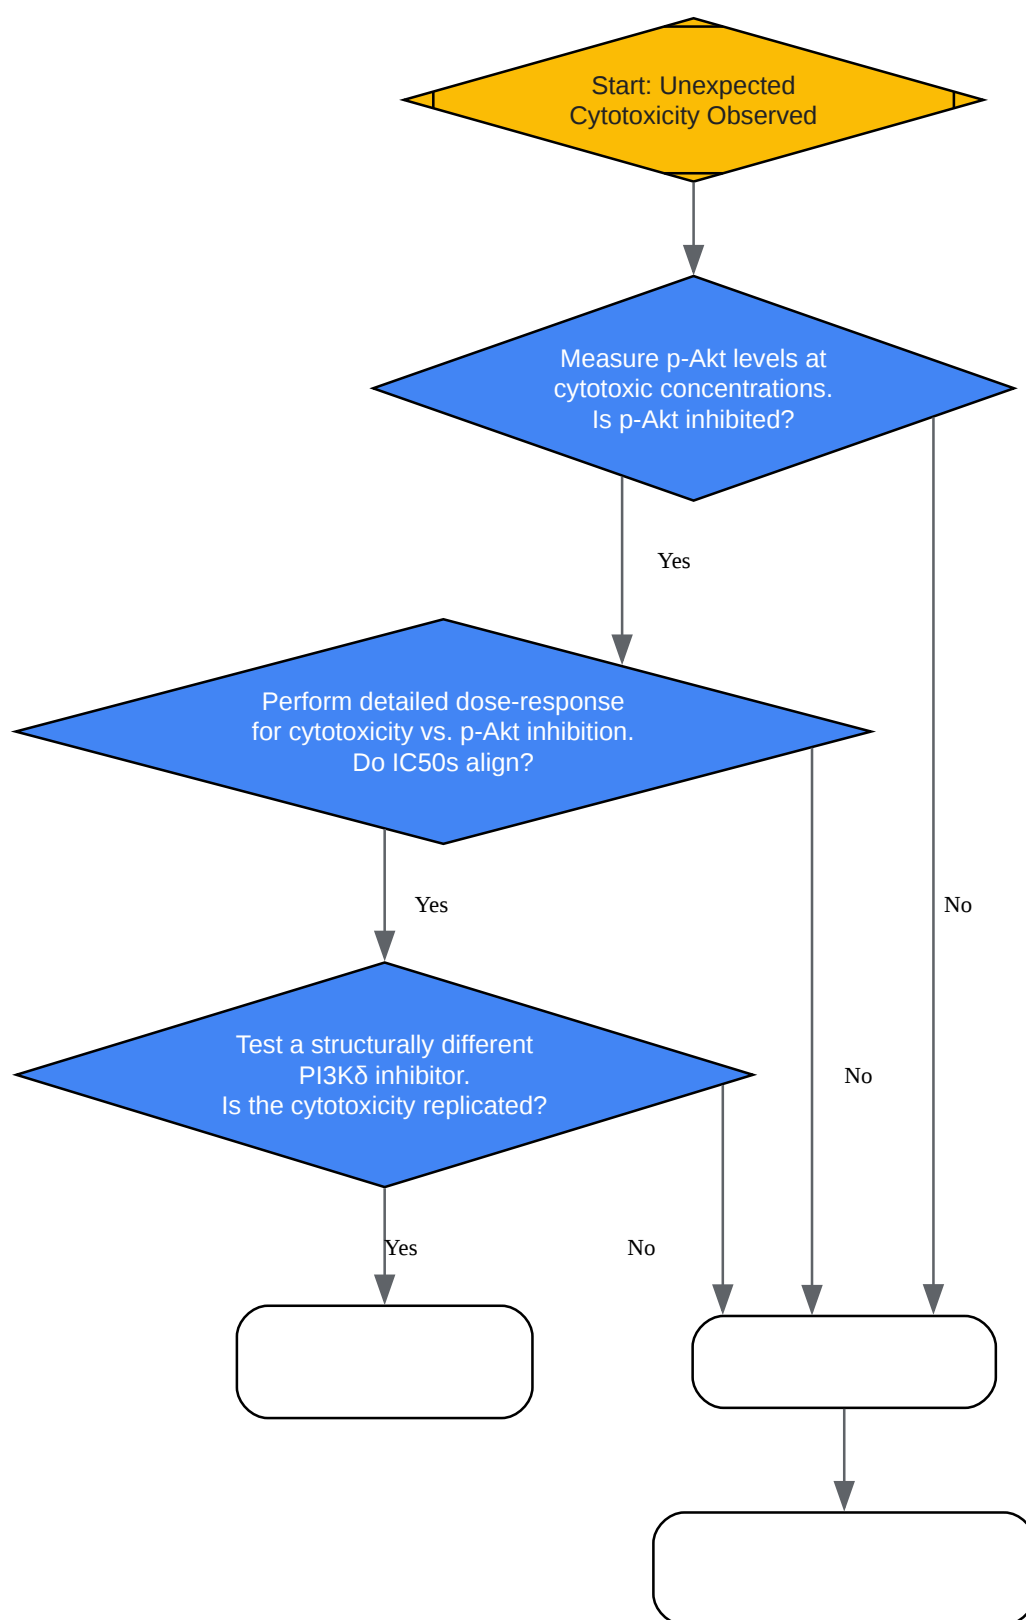 Start: Unexpected
Cytotoxicity Observed
Measure p-Akt levels at
cytotoxic concentrations.
Is p-Akt inhibited?
Yes
Perform detailed dose-response
for cytotoxicity vs. p-Akt inhibition.
Do IC50s align?
Yes
No
Test a structurally different
PI3Kδ inhibitor.
Is the cytotoxicity replicated?
No
Yes
No